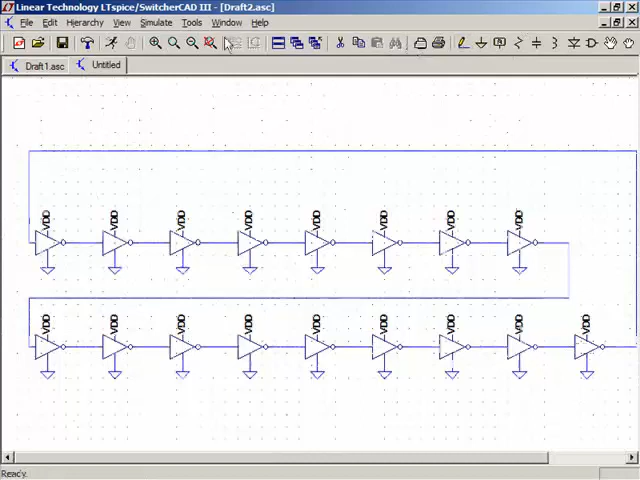 Linear Technology LTspice/SwitcherCAD III - [Draft2.asc]
File Edit Hierarchy View Simulate Tools Window Help
Draft1.asc Untitled
VDD VDD VDD VDD VDD VDD VDD VDD
VDD VDD VDD VDD VDD VDD VDD VDD VDD
Ready